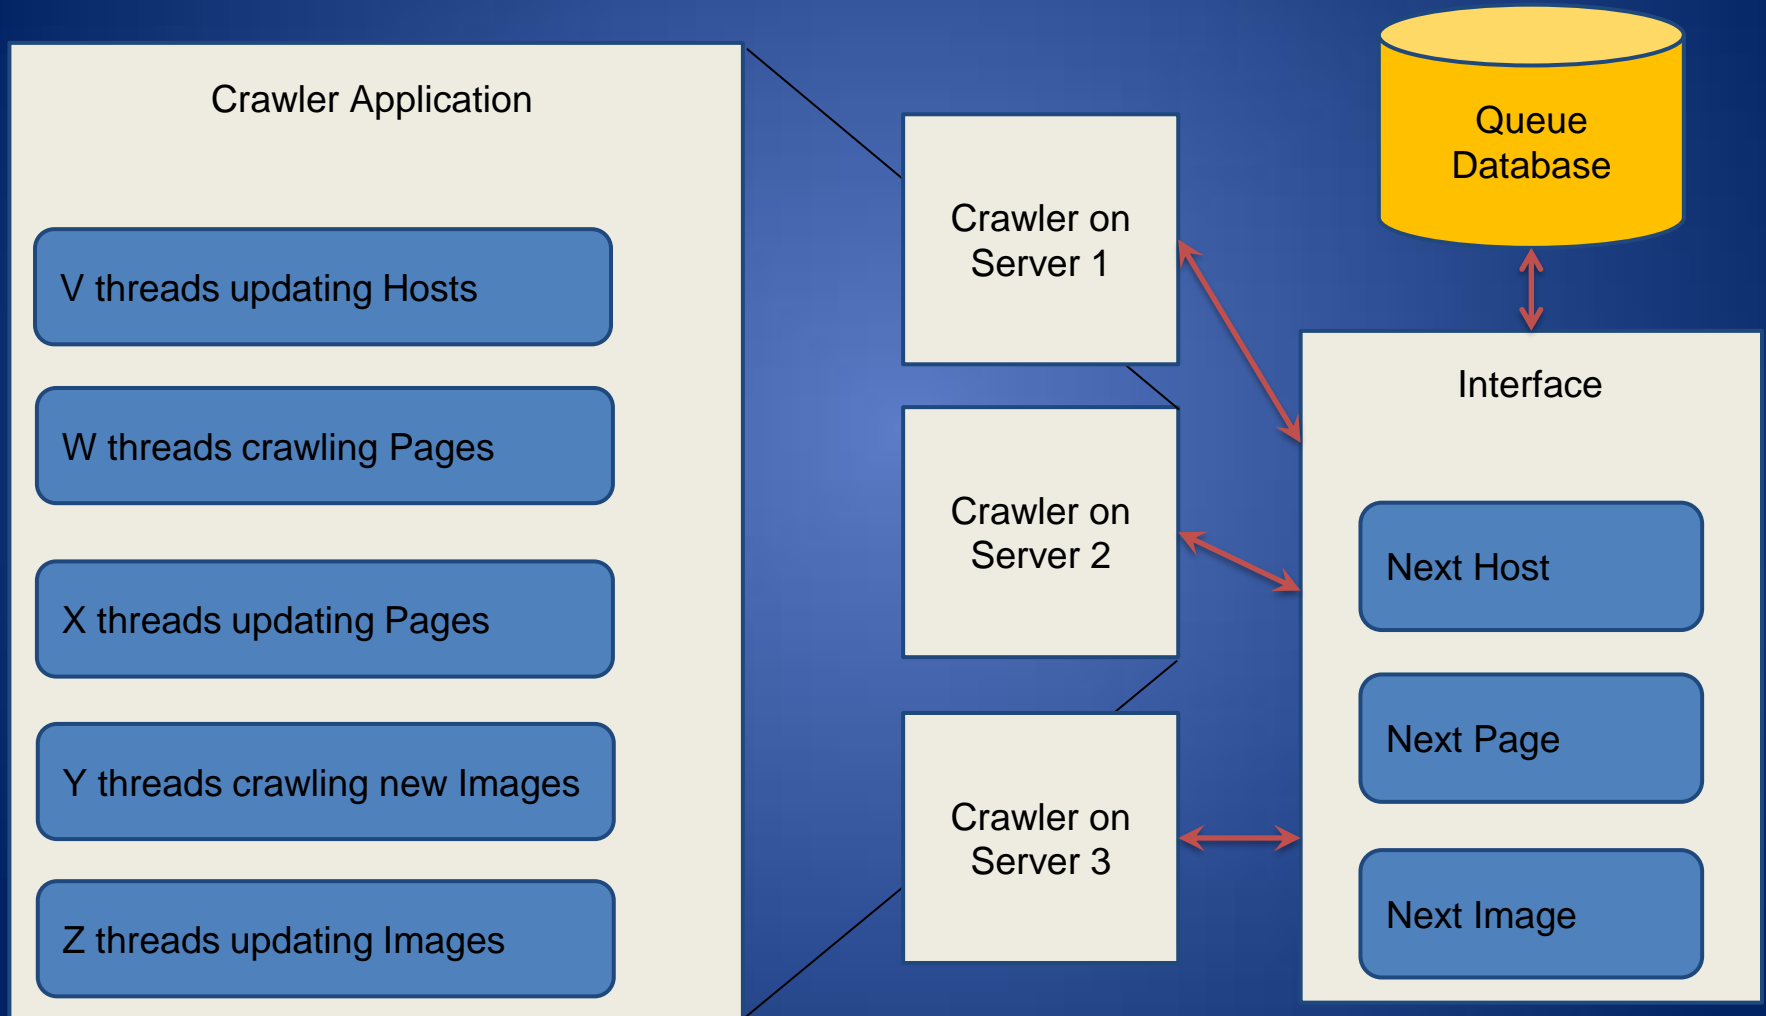 Crawler Application
V threads updating Hosts
W threads crawling Pages
X threads updating Pages
Y threads crawling new Images
Z threads updating Images
Crawler on
Server 1
Crawler on
Server 2
Crawler on
Server 3
Queue
Database
Interface
Next Host
Next Page
Next Image